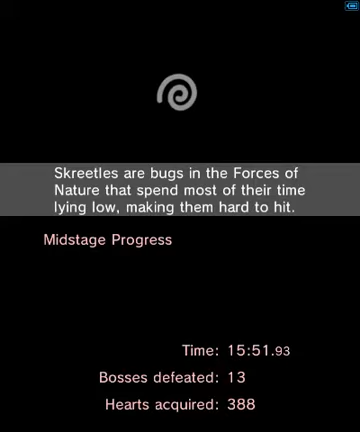 Skreetles are bugs in the Forces of
Nature that spend most of their time
lying low, making them hard to hit.
Midstage Progress
Time: 15:51.93
Bosses defeated: 13
Hearts acquired: 388